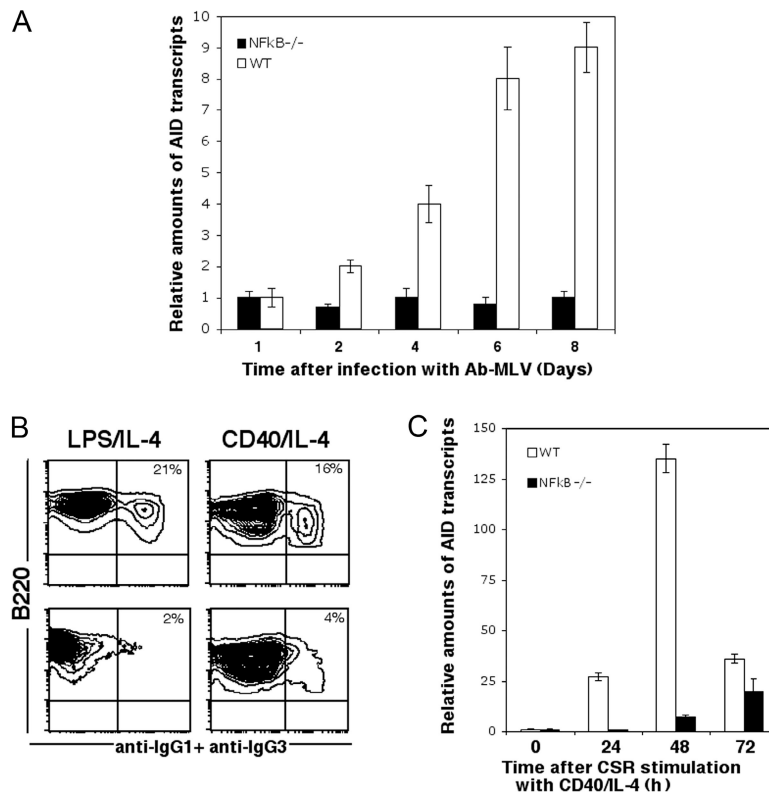 A
Relative amounts of AID transcripts
10
9
8
7
6
5
4
3
2
1
0
NFkB-/-
WT
1 2 4 6 8
Time after infection with Ab-MLV (Days)
B
LPS/IL-4 CD40/IL-4
21% 16%
B220
2% 4%
anti-IgG1+ anti-IgG3
C
Relative amounts of AID transcripts
150
125
100
75
50
25
0
WT
NFkB-/-
0 24 48 72
Time after CSR stimulation
with CD40/IL-4 (h)